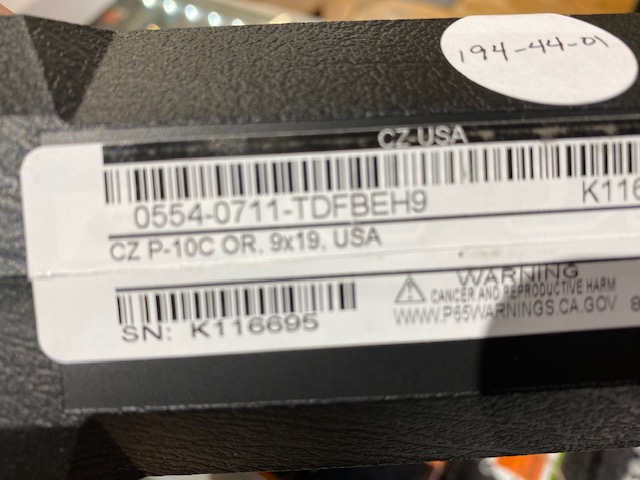 194-44-01
CZ-USA
0554-0711-TDFBEH9
K116
CZ P-10C OR, 9x19, USA
WARNING
CANCER AND REPRODUCTIVE HARM
WWW.P65WARNINGS.CA.GOV
SN: K116695